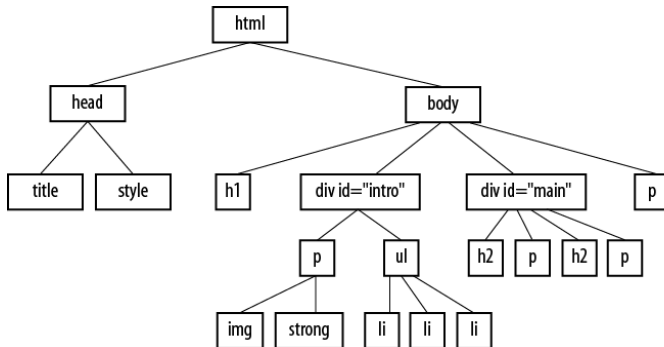 html
head
body
title
style
h1
div id="intro"
div id="main"
p
p
ul
h2
p
h2
p
img
strong
li
li
li